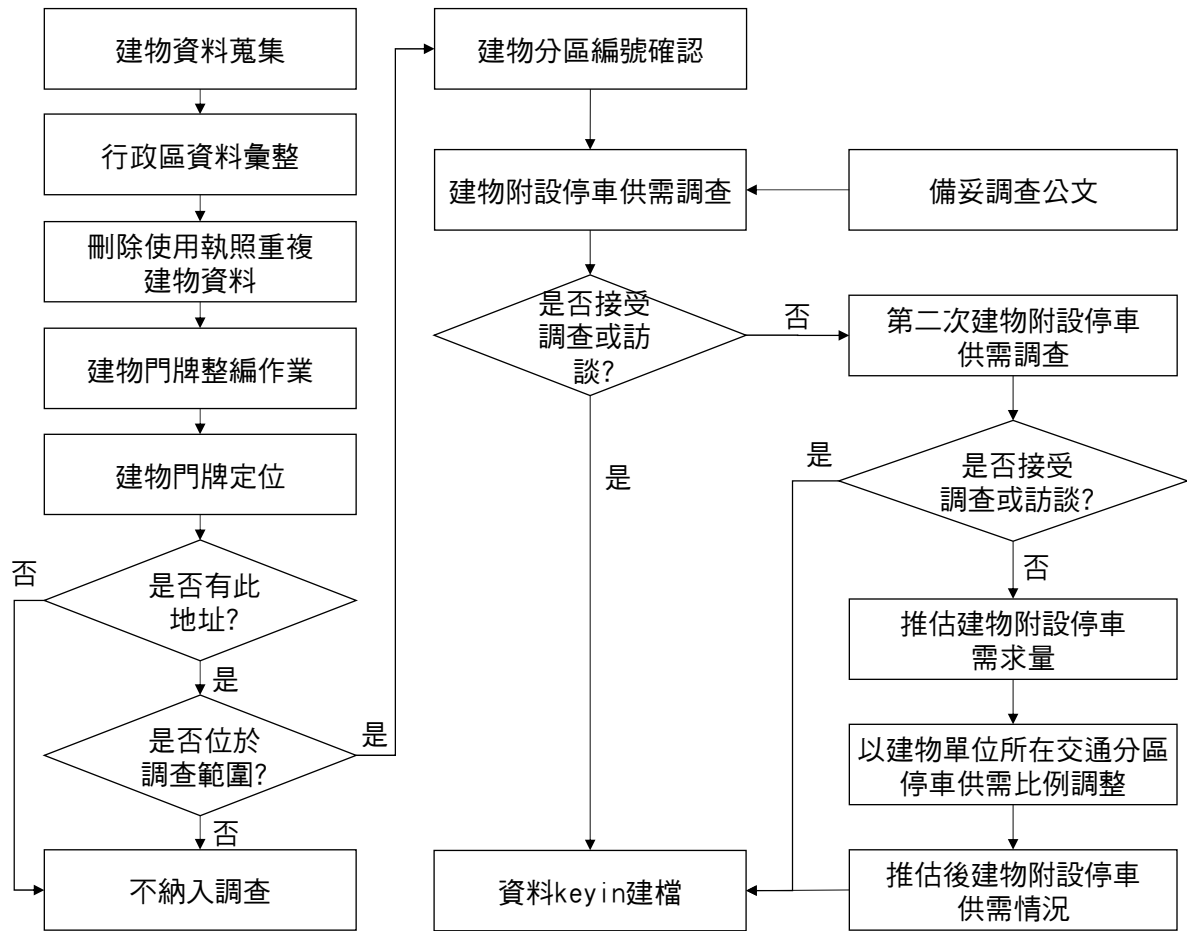 建物資料蒐集
行政區資料彙整
刪除使用執照重複
建物資料
建物門牌整編作業
建物門牌定位
否
是否有此
地址?
是
是否位於
調查範圍?
是
否
不納入調查
建物分區編號確認
建物附設停車供需調查
備妥調查公文
是否接受
調查或訪
談?
否
是
第二次建物附設停車
供需調查
是
是否接受
調查或訪談?
否
推估建物附設停車
需求量
以建物單位所在交通分區
停車供需比例調整
推估後建物附設停車
供需情況
資料keyin建檔